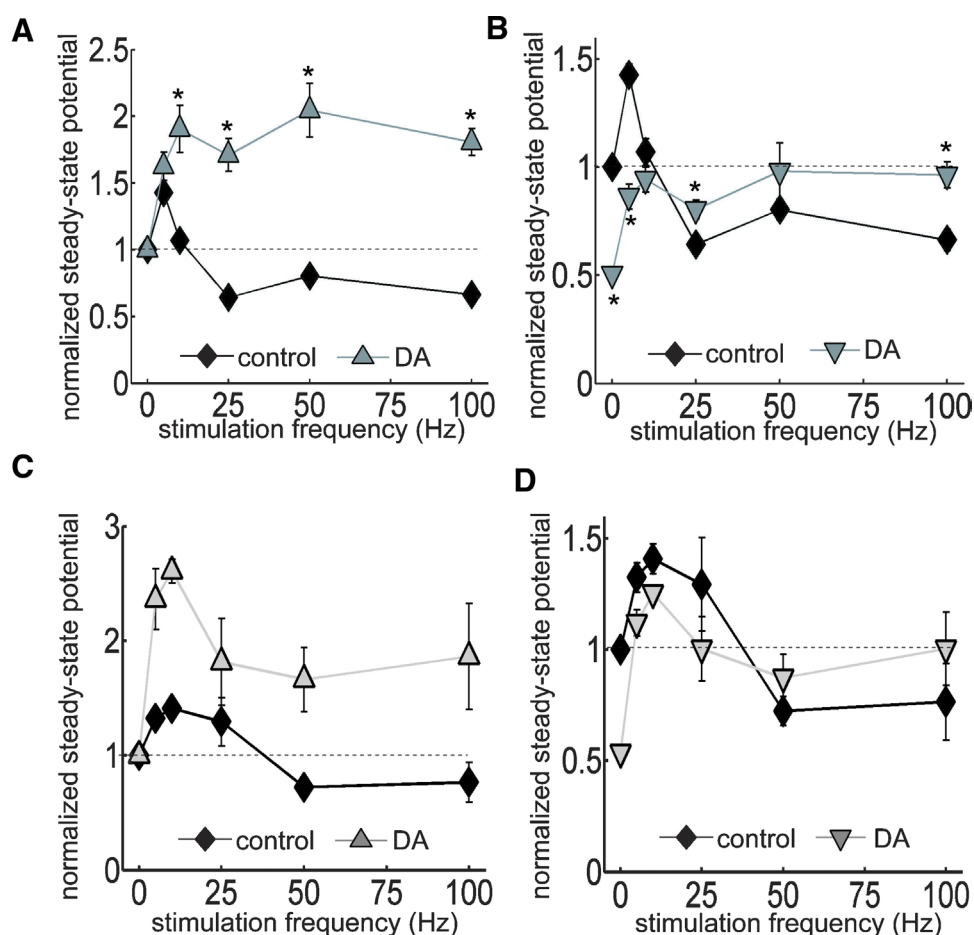 A
normalized steady-state potential
2.5
2
1.5
1
0.5
0
* * * *
control DA
0 25 50 75 100
stimulation frequency (Hz)
B
normalized steady-state potential
1.5
1
0.5
0
* * * *
control DA
0 25 50 75 100
stimulation frequency (Hz)
C
normalized steady-state potential
3
2
1
0
control DA
0 25 50 75 100
stimulation frequency (Hz)
D
normalized steady-state potential
1.5
1
0.5
0
control DA
0 25 50 75 100
stimulation frequency (Hz)